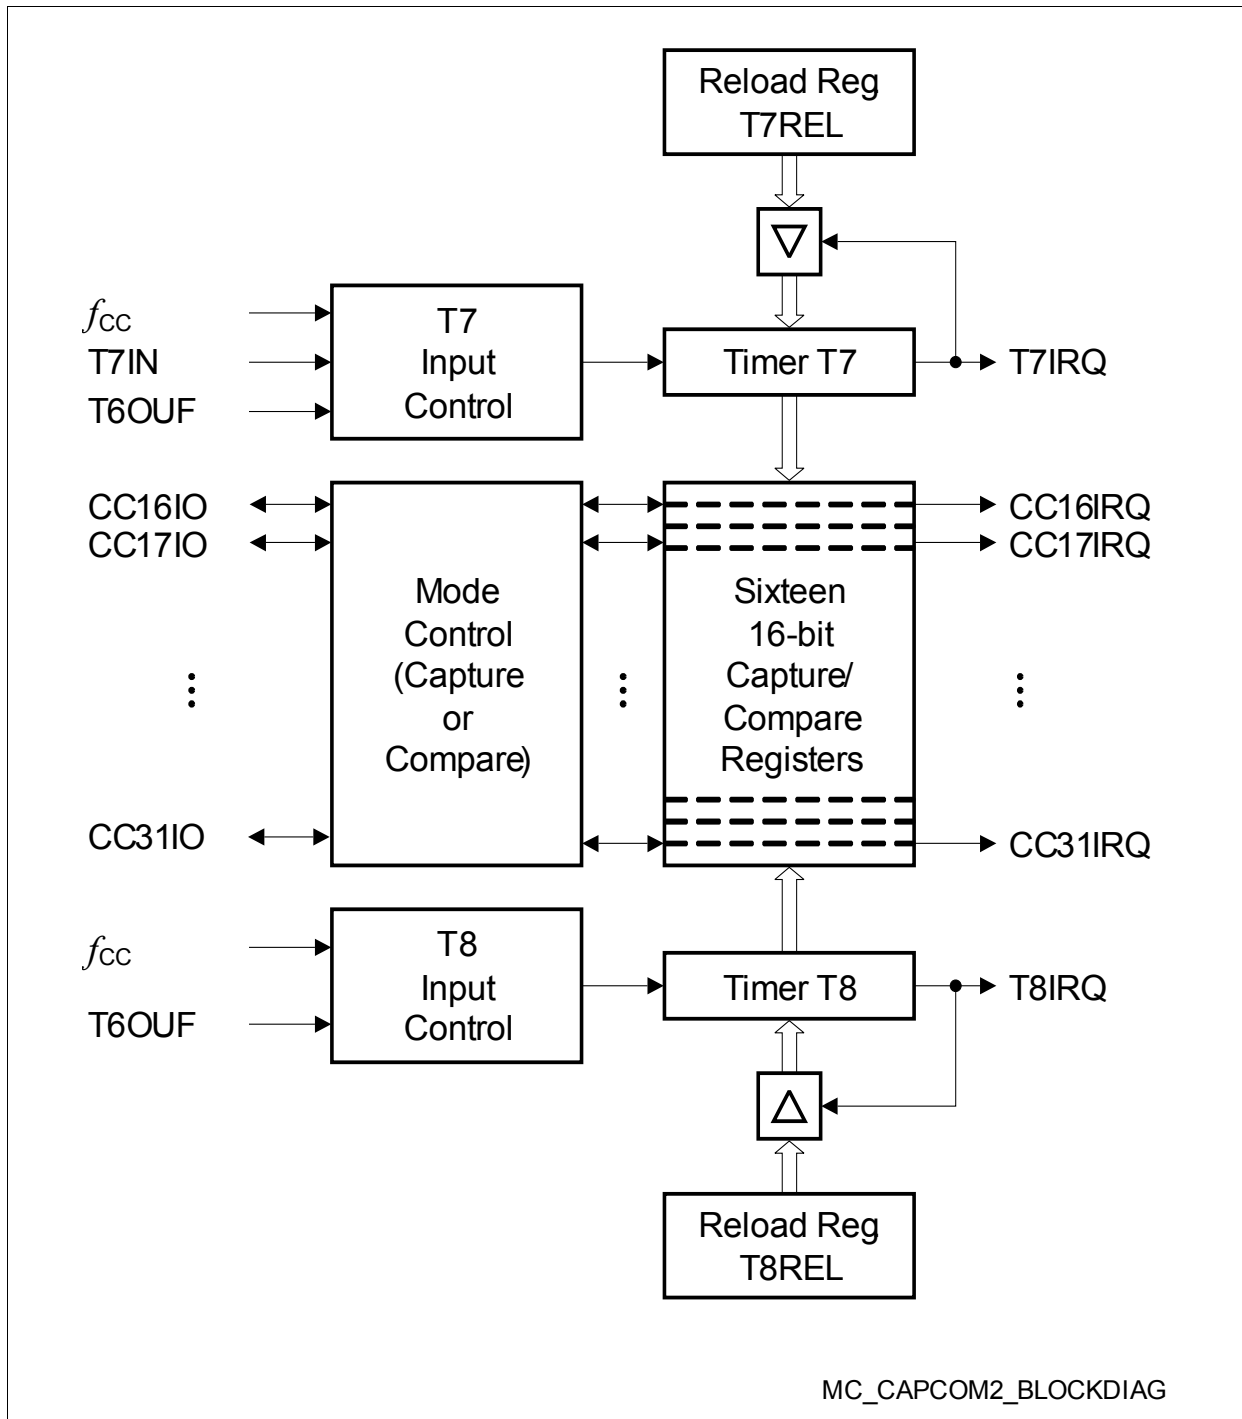 Reload Reg
T7REL
fCC
T7IN
T6OUF
T7
Input
Control
Timer T7
T7IRQ
CC16IO
CC17IO
CC31IO
Mode
Control
(Capture
or
Compare)
Sixteen
16-bit
Capture/
Compare
Registers
CC16IRQ
CC17IRQ
CC31IRQ
fCC
T6OUF
T8
Input
Control
Timer T8
T8IRQ
Reload Reg
T8REL
MC_CAPCOM2_BLOCKDIAG